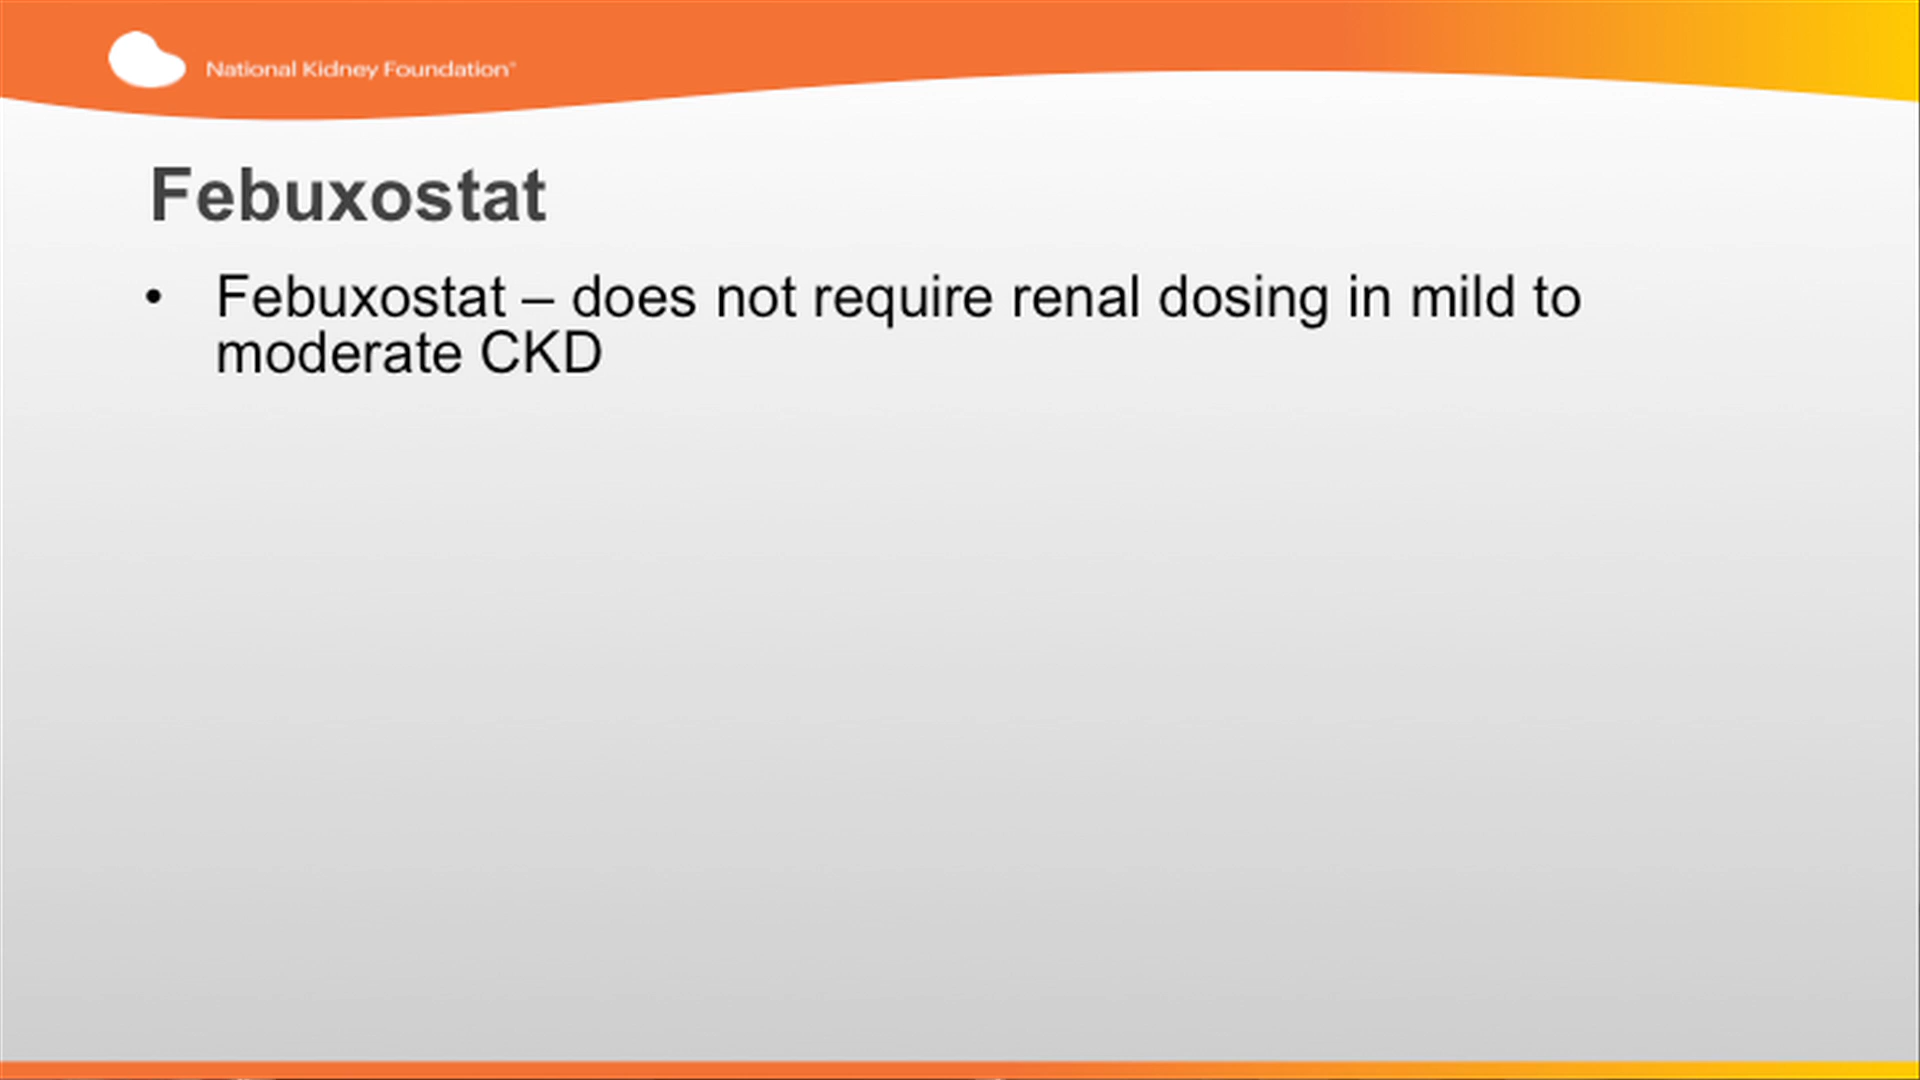 National Kidney Foundation®
Febuxostat
• Febuxostat – does not require renal dosing in mild to
moderate CKD